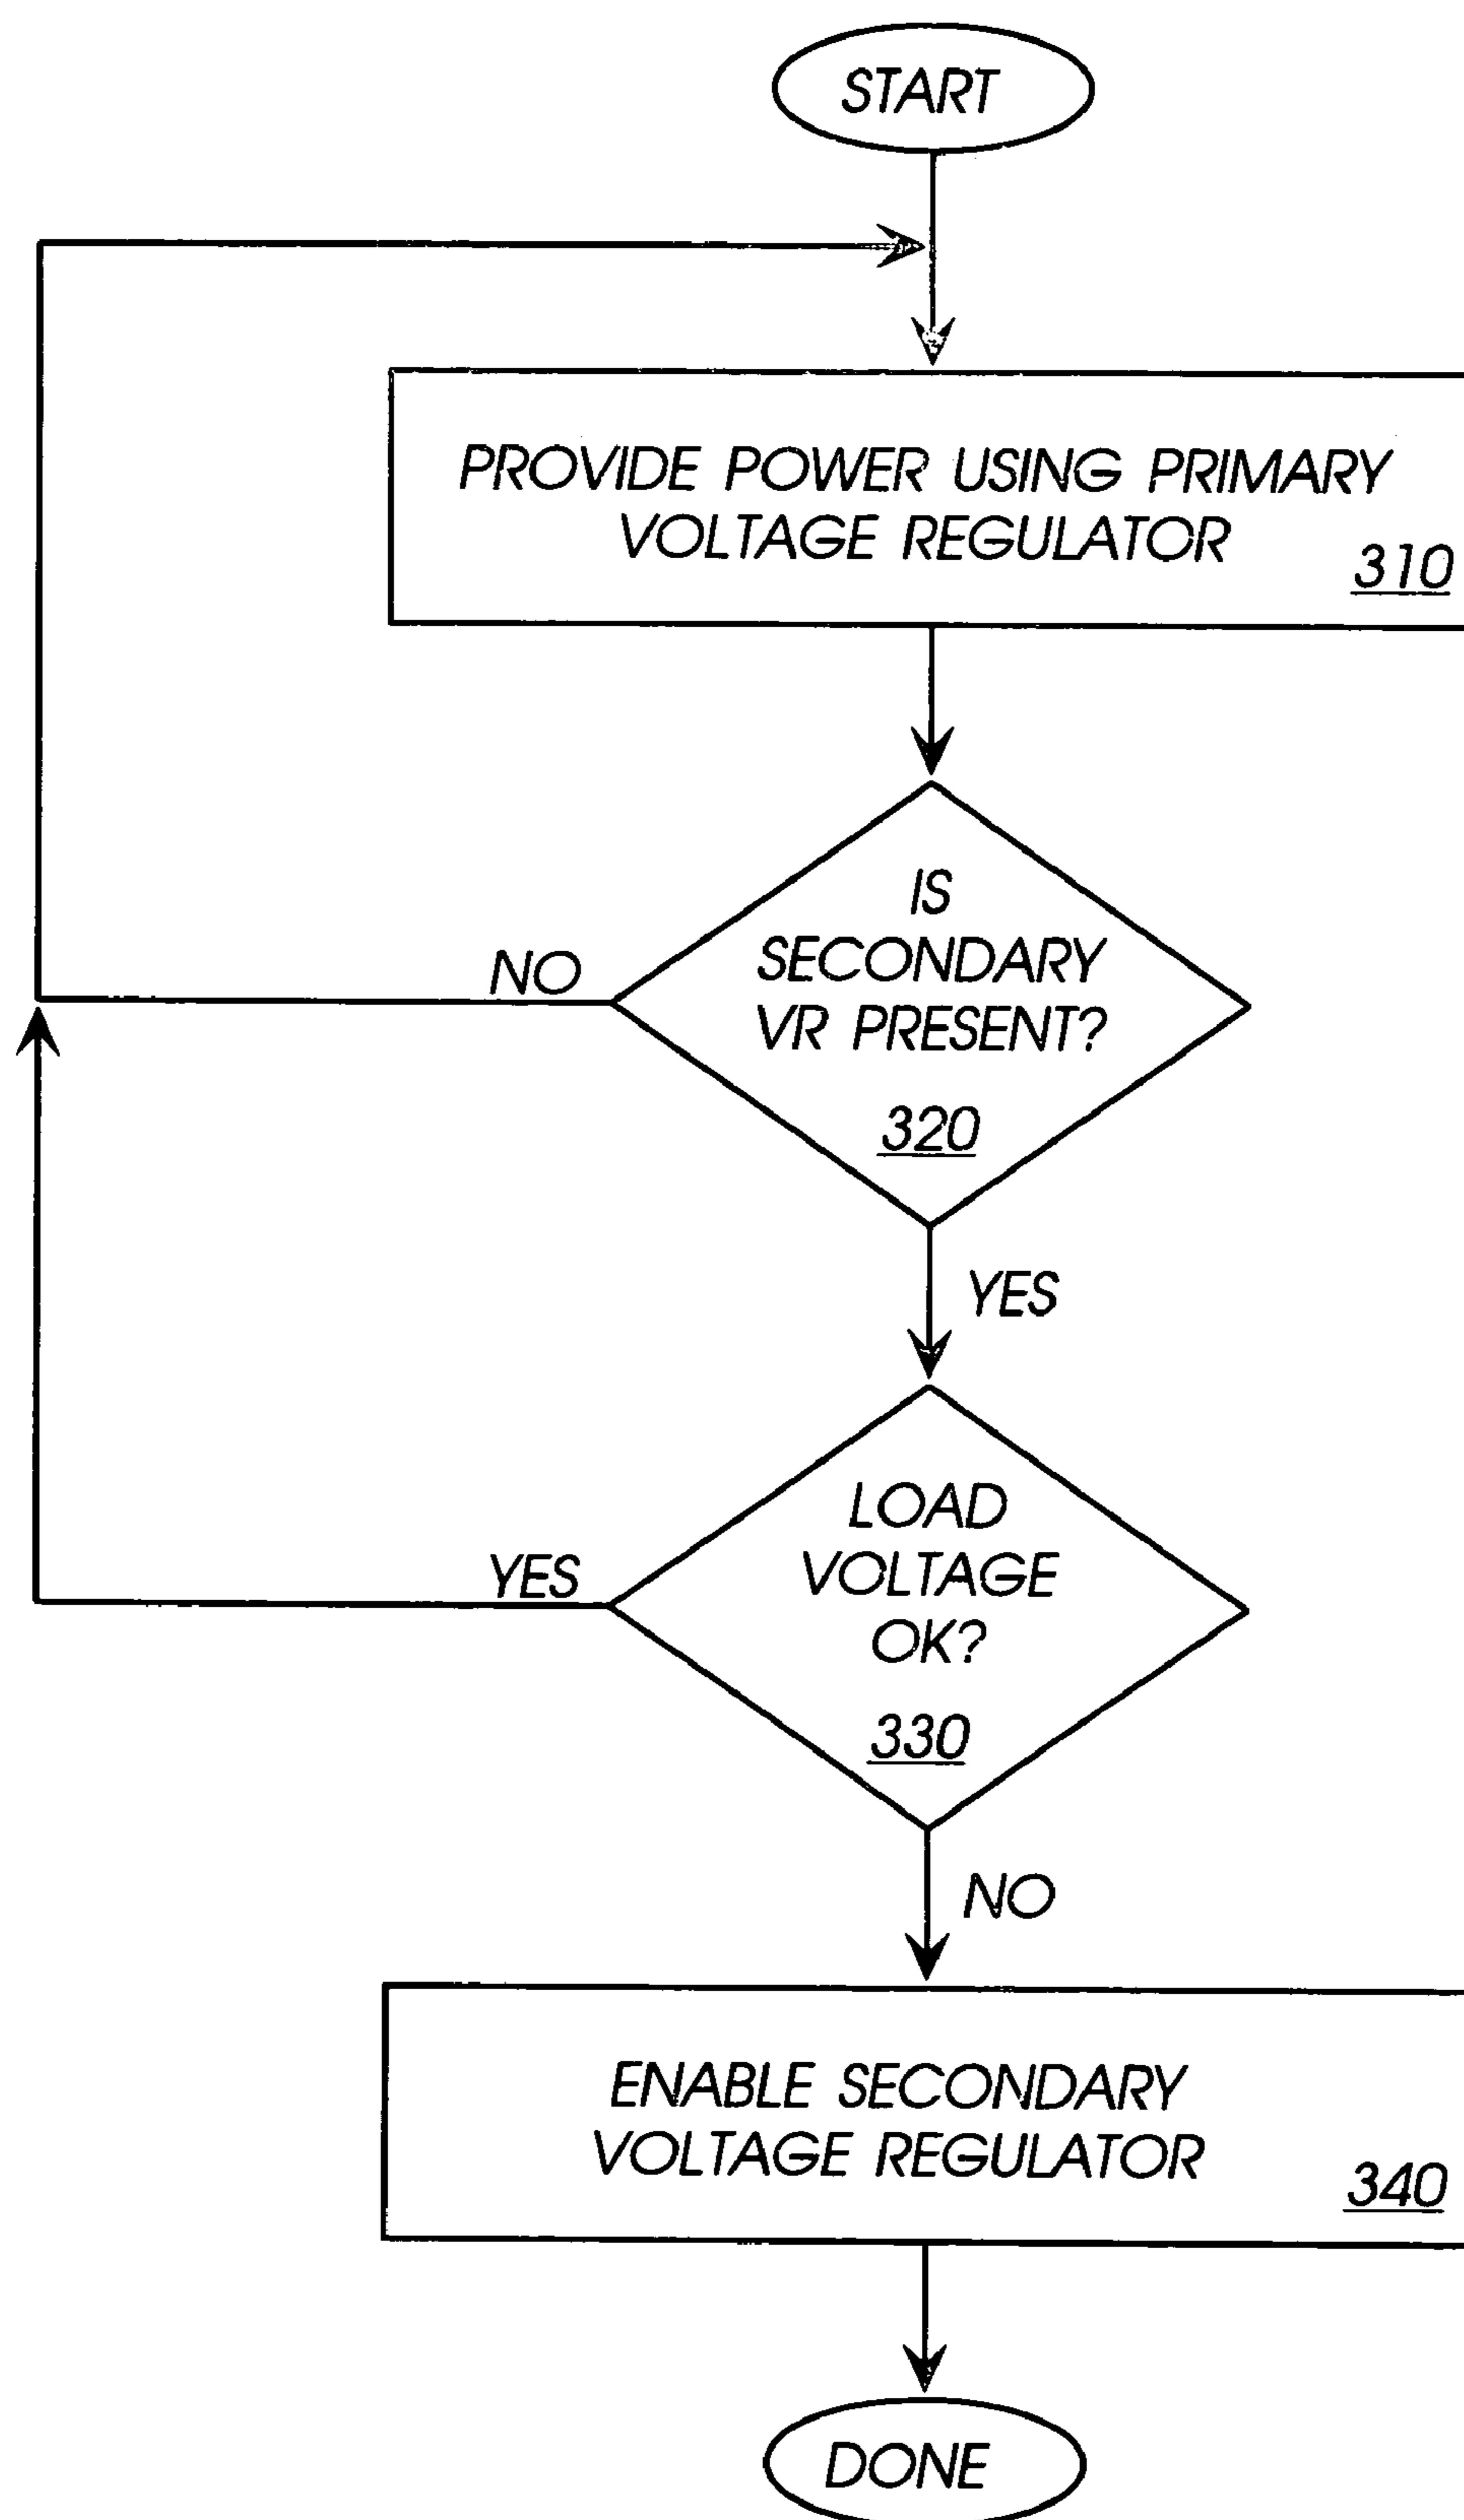 START
PROVIDE POWER USING PRIMARY
VOLTAGE REGULATOR
310
IS
SECONDARY
VR PRESENT?
320
NO
YES
LOAD
VOLTAGE
OK?
330
YES
NO
ENABLE SECONDARY
VOLTAGE REGULATOR
340
DONE